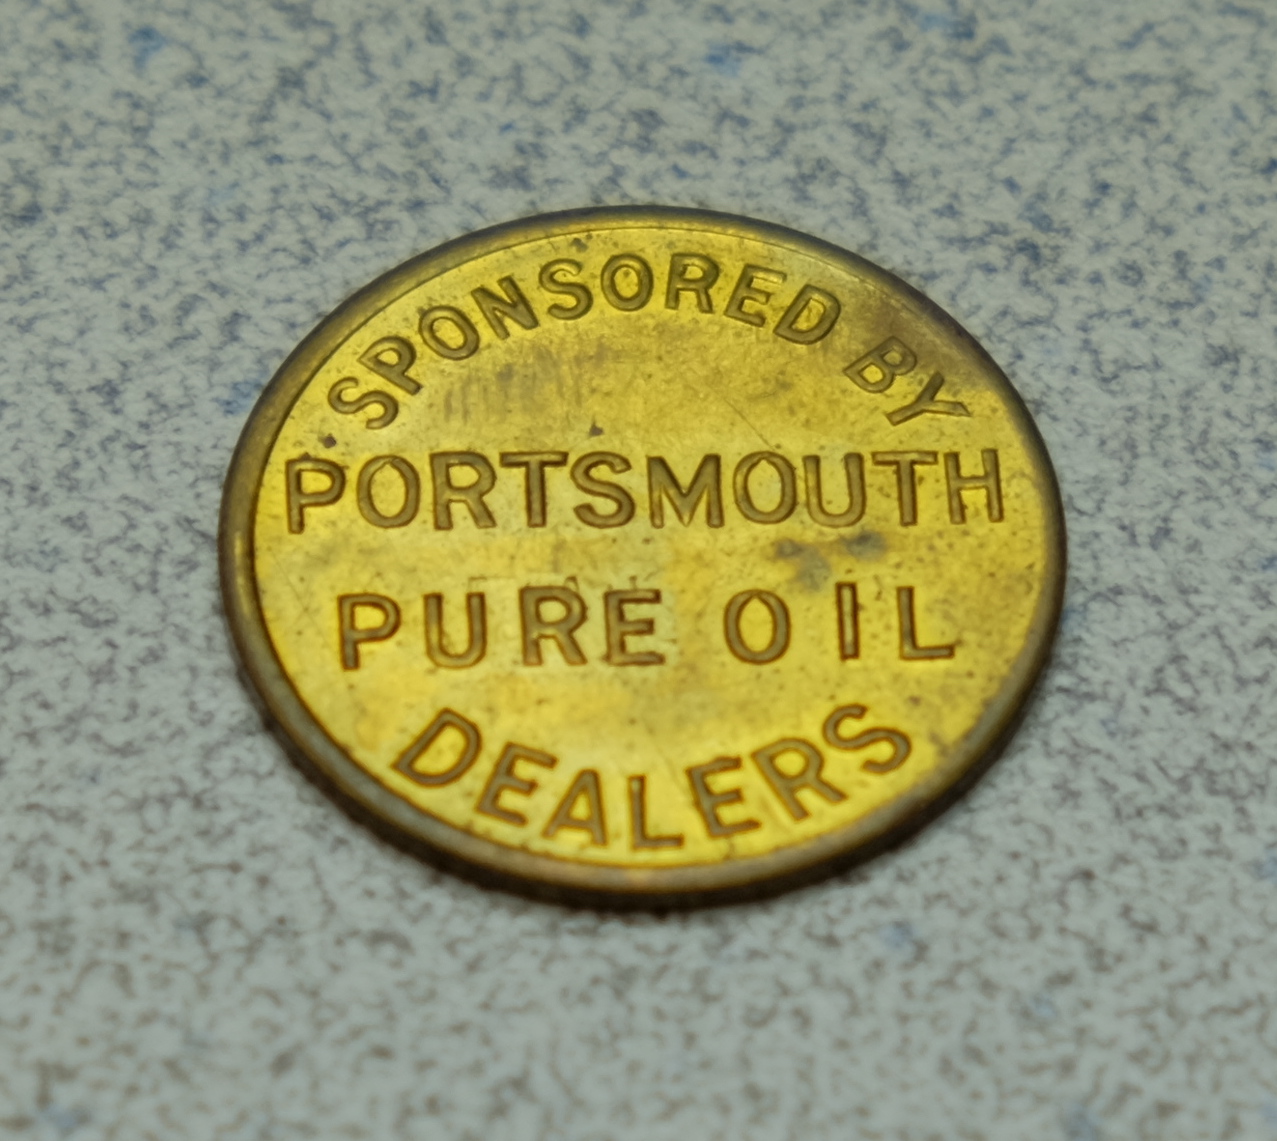 SPONSORED BY
PORTSMOUTH
PURE OIL
DEALERS